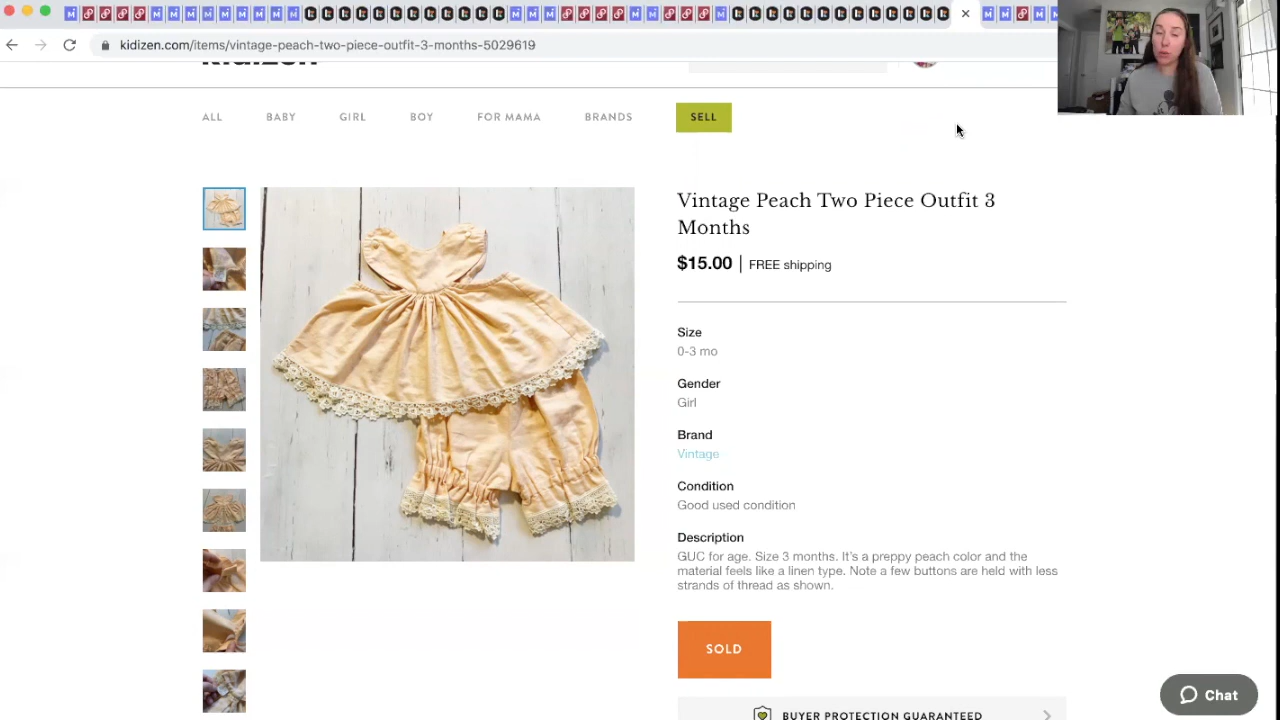 kidizen.com/items/vintage-peach-two-piece-outfit-3-months-5029619
kidizen
ALL BABY GIRL BOY FOR MAMA BRANDS SELL
Vintage Peach Two Piece Outfit 3
Months
$15.00 | FREE shipping
Size
0-3 mo
Gender
Girl
Brand
Vintage
Condition
Good used condition
Description
GUC for age. Size 3 months. It's a preppy peach color and the
material feels like a linen type. Note a few buttons are held with less
strands of thread as shown.
SOLD
BUYER PROTECTION GUARANTEED
Chat